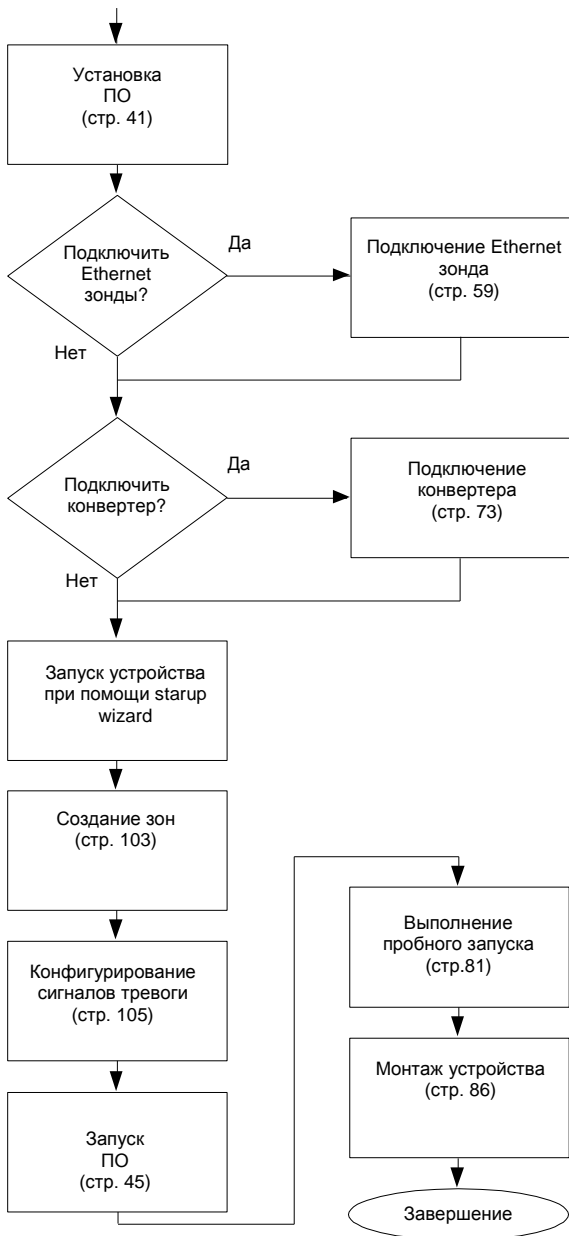 Установка
ПО
(стр. 41)
Подключить
Ethernet
зонды?
Да
Подключение Ethernet
зонда
(стр. 59)
Нет
Подключить
конвертер?
Да
Подключение
конвертера
(стр. 73)
Нет
Запуск устройства
при помощи starup
wizard
Создание зон
(стр. 103)
Конфигурирование
сигналов тревоги
(стр. 105)
Запуск
ПО
(стр. 45)
Выполнение
пробного запуска
(стр.81)
Монтаж устройства
(стр. 86)
Завершение